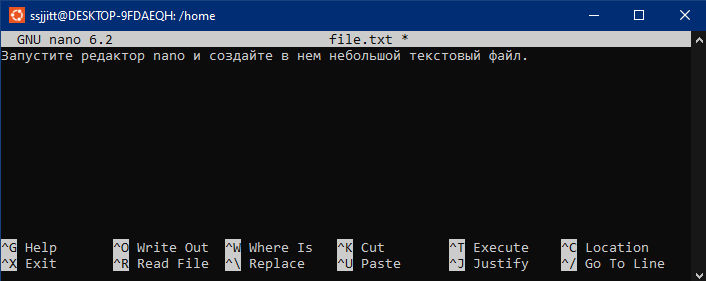 ssjjitt@DESKTOP-9FDAEQH: /home
GNU nano 6.2 file.txt *
Запустите редактор nano и создайте в нем небольшой текстовый файл.
^G Help ^O Write Out ^W Where Is ^K Cut ^T Execute ^C Location
^X Exit ^R Read File ^\ Replace ^U Paste ^J Justify ^/ Go To Line